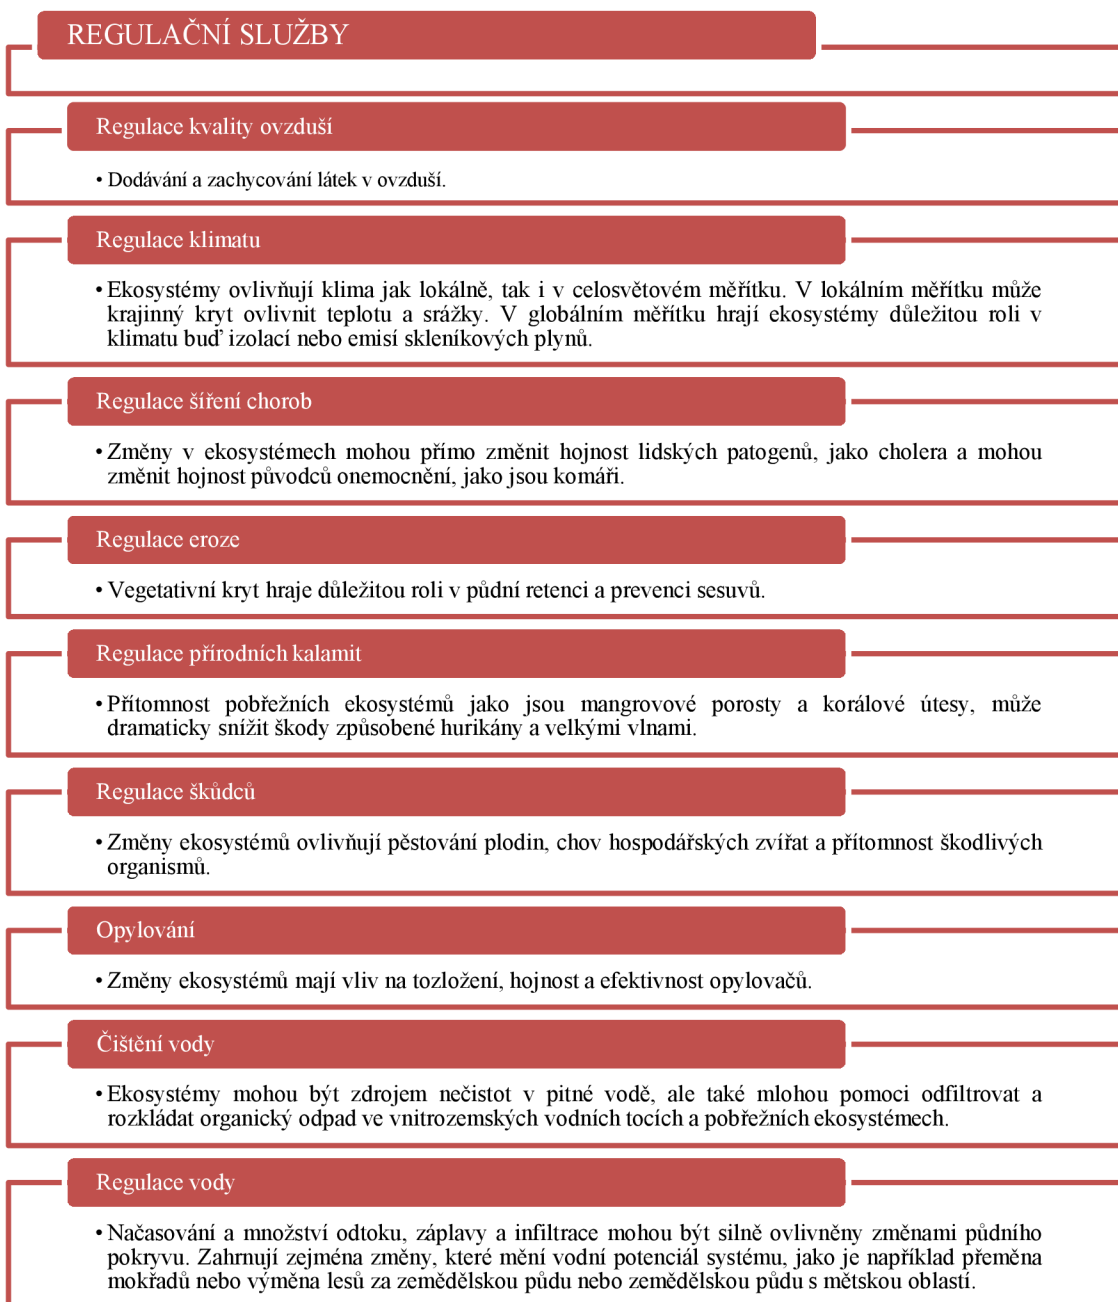 REGULAČNÍ SLUŽBY
Regulace kvality ovzduší
• Dodávání a zachycování látek v ovzduší.
Regulace klimatu
• Ekosystémy ovlivňují klima jak lokálně, tak i v celosvětovém měřítku. V lokálním měřítku může
krajinný kryt ovlivnit teplotu a srážky. V globálním měřítku hrají ekosystémy důležitou roli v
klimatu buď izolací nebo emisí skleníkových plynů.
Regulace šíření chorob
• Změny v ekosystémech mohou přímo změnit hojnost lidských patogenů, jako cholera a mohou
změnit hojnost původců onemocnění, jako jsou komáři.
Regulace eroze
• Vegetativní kryt hraje důležitou roli v půdní retenci a prevenci sesuvů.
Regulace přírodních kalamit
• Přítomnost pobřežních ekosystémů jako jsou mangrovové porosty a korálové útesy, může
dramaticky snížit škody způsobené hurikány a velkými vlnami.
Regulace škůdců
• Změny ekosystémů ovlivňují pěstování plodin, chov hospodářských zvířat a přítomnost škodlivých
organismů.
Opylování
• Změny ekosystémů mají vliv na tozložení, hojnost a efektivnost opylovačů.
Čištění vody
• Ekosystémy mohou být zdrojem nečistot v pitné vodě, ale také mlohou pomoci odfiltrovat a
rozkládat organický odpad ve vnitrozemských vodních tocích a pobřežních ekosystémech.
Regulace vody
• Načasování a množství odtoku, záplavy a infiltrace mohou být silně ovlivněny změnami půdního
pokryvu. Zahrnují zejména změny, které mění vodní potenciál systému, jako je například přeměna
mokřadů nebo výměna lesů za zemědělskou půdu nebo zemědělskou půdu s mětskou oblastí.